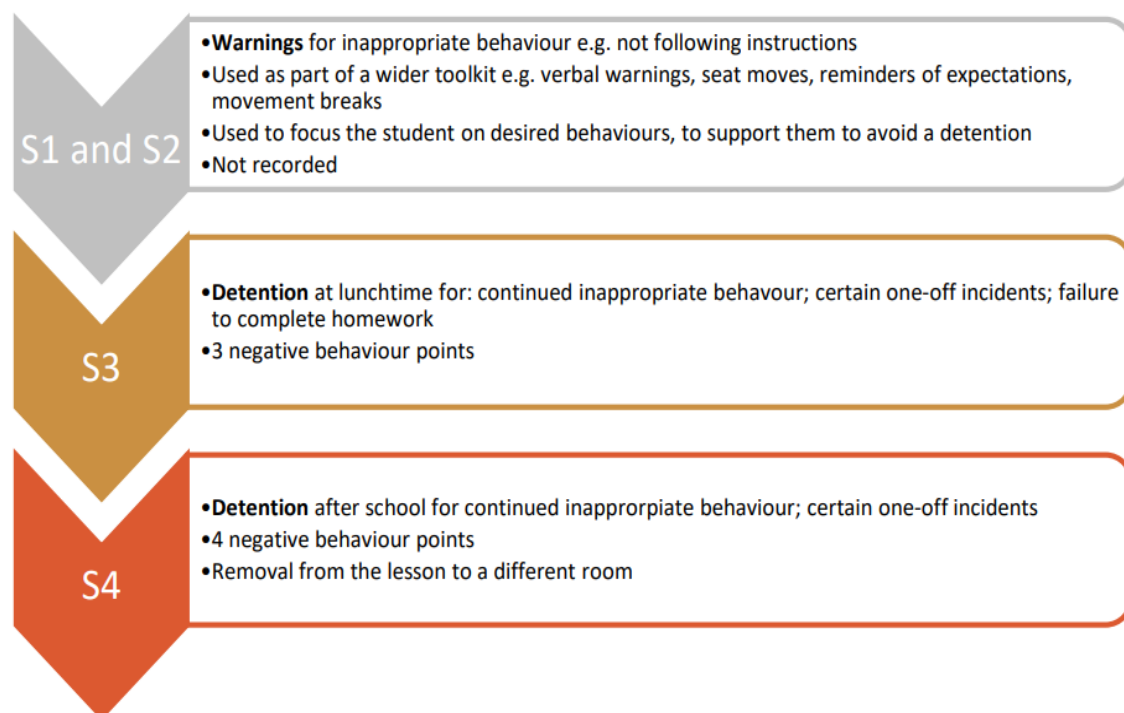 S1 and S2
•Warnings for inappropriate behaviour e.g. not following instructions
•Used as part of a wider toolkit e.g. verbal warnings, seat moves, reminders of expectations,
movement breaks
•Used to focus the student on desired behaviours, to support them to avoid a detention
•Not recorded
S3
•Detention at lunchtime for: continued inappropriate behavour; certain one-off incidents; failure
to complete homework
•3 negative behaviour points
S4
•Detention after school for continued inapprorpiate behaviour; certain one-off incidents
•4 negative behaviour points
•Removal from the lesson to a different room